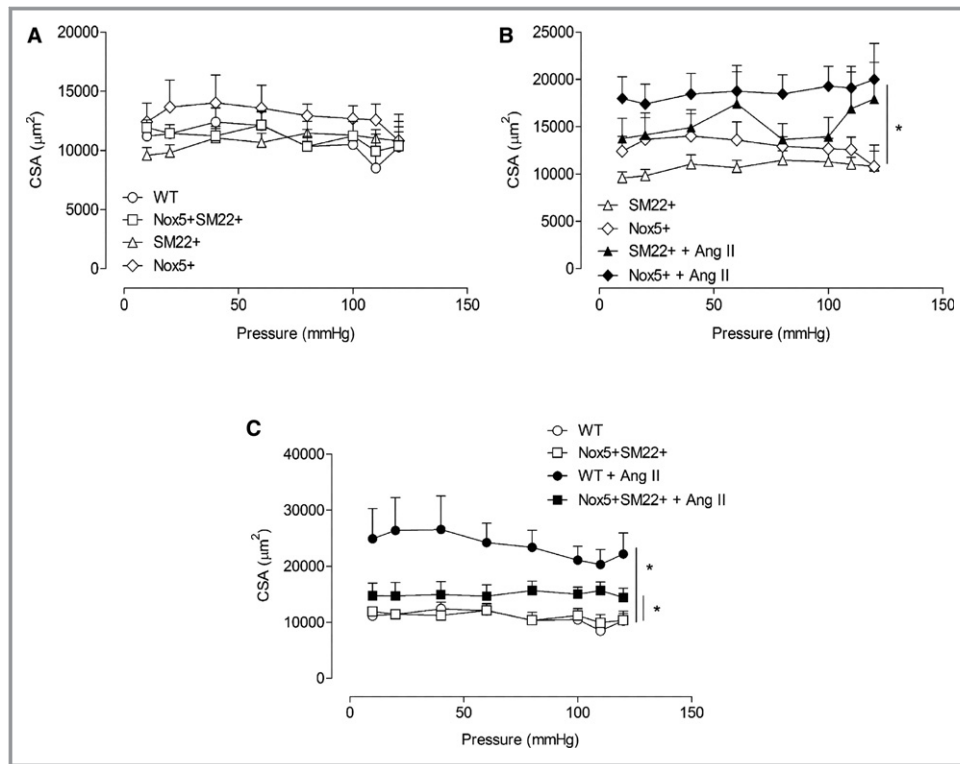 A
20000
15000
10000
5000
0
CSA (μm²)
WT
Nox5+SM22+
SM22+
Nox5+
0 50 100 150
Pressure (mmHg)
B
25000
20000
15000
10000
5000
0
CSA (μm²)
*
SM22+
Nox5+
SM22+ + Ang II
Nox5+ + Ang II
0 50 100 150
Pressure (mmHg)
C
WT
Nox5+SM22+
WT + Ang II
Nox5+SM22+ + Ang II
40000
30000
20000
10000
0
CSA (μm²)
*
*
0 50 100 150
Pressure (mmHg)